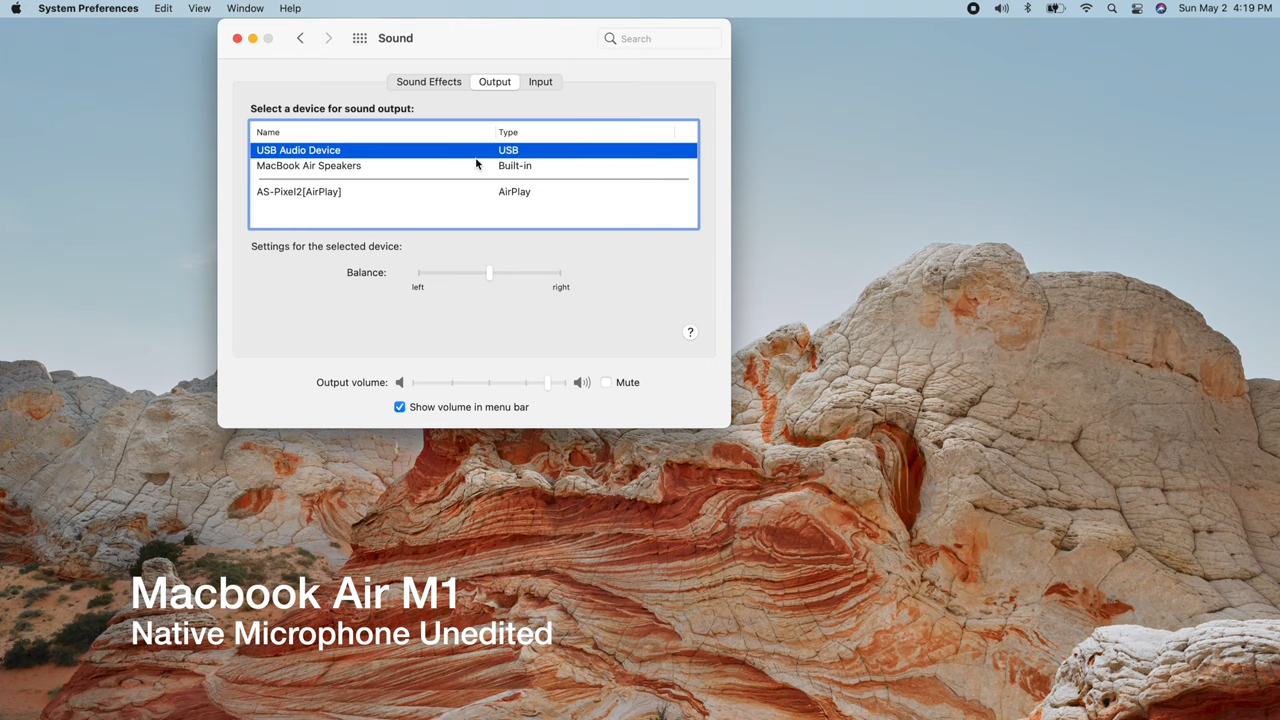 System Preferences Edit View Window Help Sun May 2 4:19 PM
Sound Search
Sound Effects Output Input
Select a device for sound output:
Name Type
USB Audio Device USB
MacBook Air Speakers Built-in
AS-Pixel2[AirPlay] AirPlay
Settings for the selected device:
Balance:
left right
?
Output volume: Mute
Show volume in menu bar
Macbook Air M1
Native Microphone Unedited